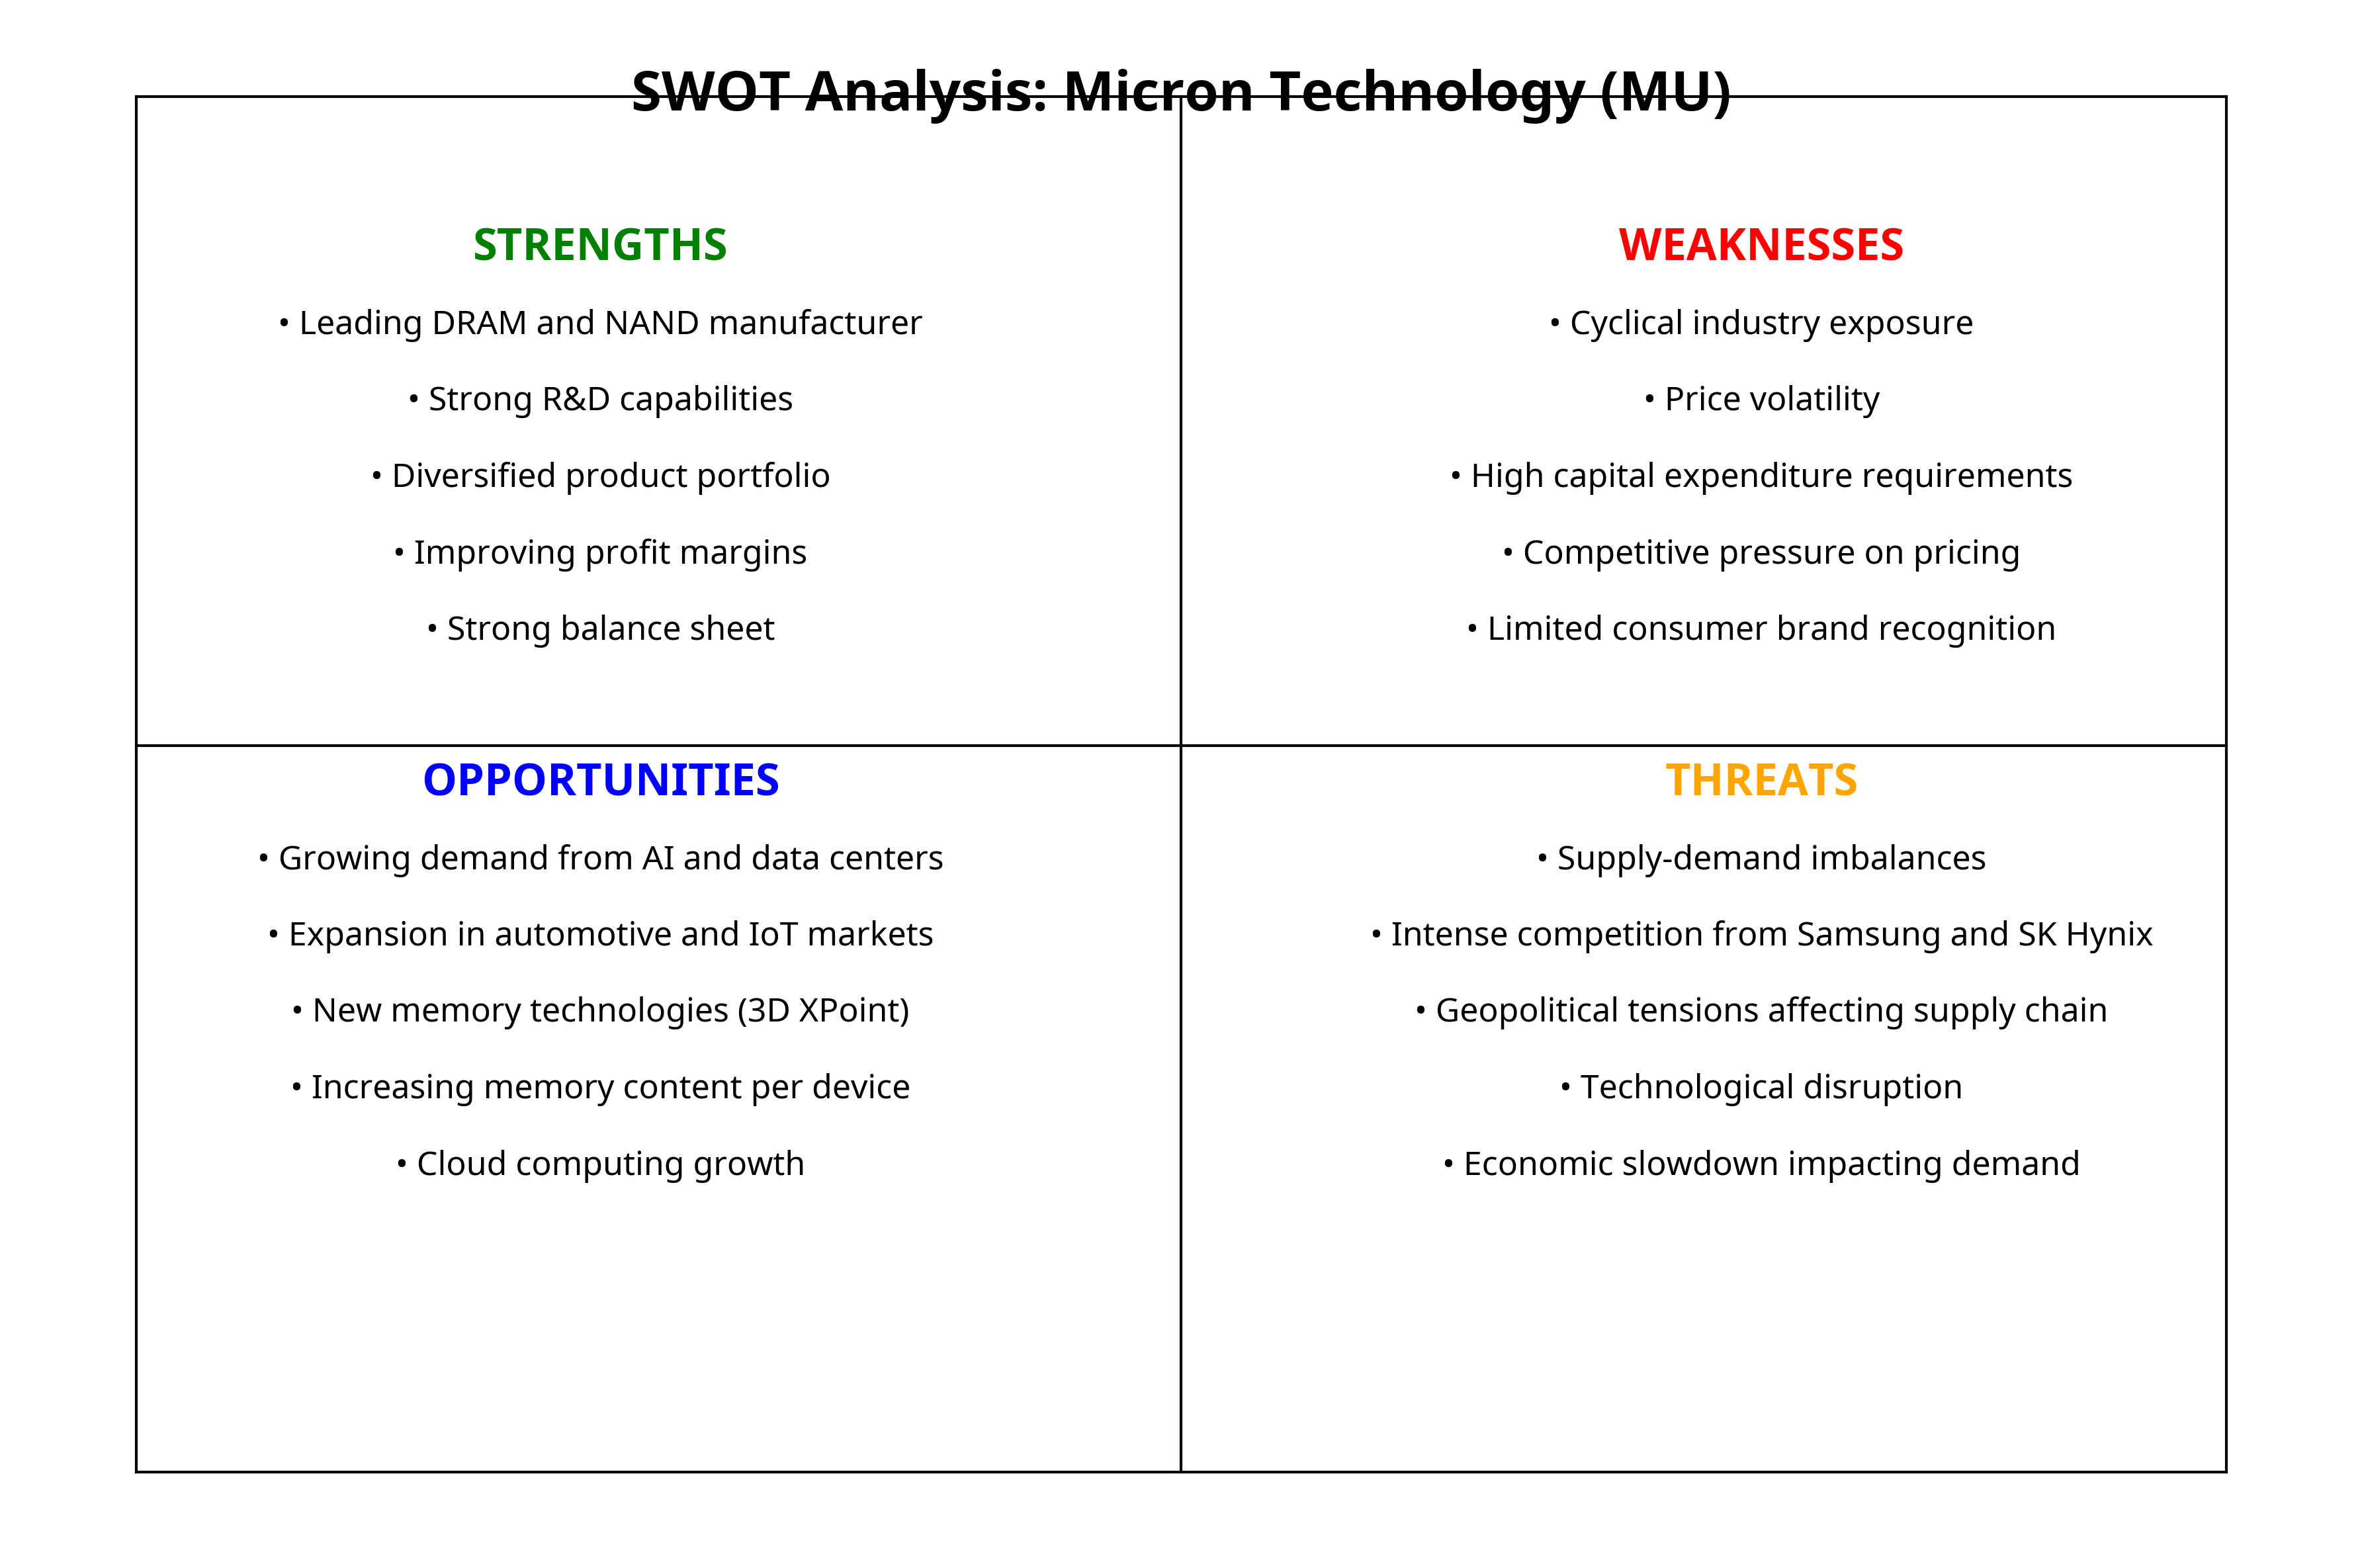 SWOT Analysis: Micron Technology (MU)
STRENGTHS
• Leading DRAM and NAND manufacturer
• Strong R&D capabilities
• Diversified product portfolio
• Improving profit margins
• Strong balance sheet
WEAKNESSES
• Cyclical industry exposure
• Price volatility
• High capital expenditure requirements
• Competitive pressure on pricing
• Limited consumer brand recognition
OPPORTUNITIES
• Growing demand from AI and data centers
• Expansion in automotive and IoT markets
• New memory technologies (3D XPoint)
• Increasing memory content per device
• Cloud computing growth
THREATS
• Supply-demand imbalances
• Intense competition from Samsung and SK Hynix
• Geopolitical tensions affecting supply chain
• Technological disruption
• Economic slowdown impacting demand